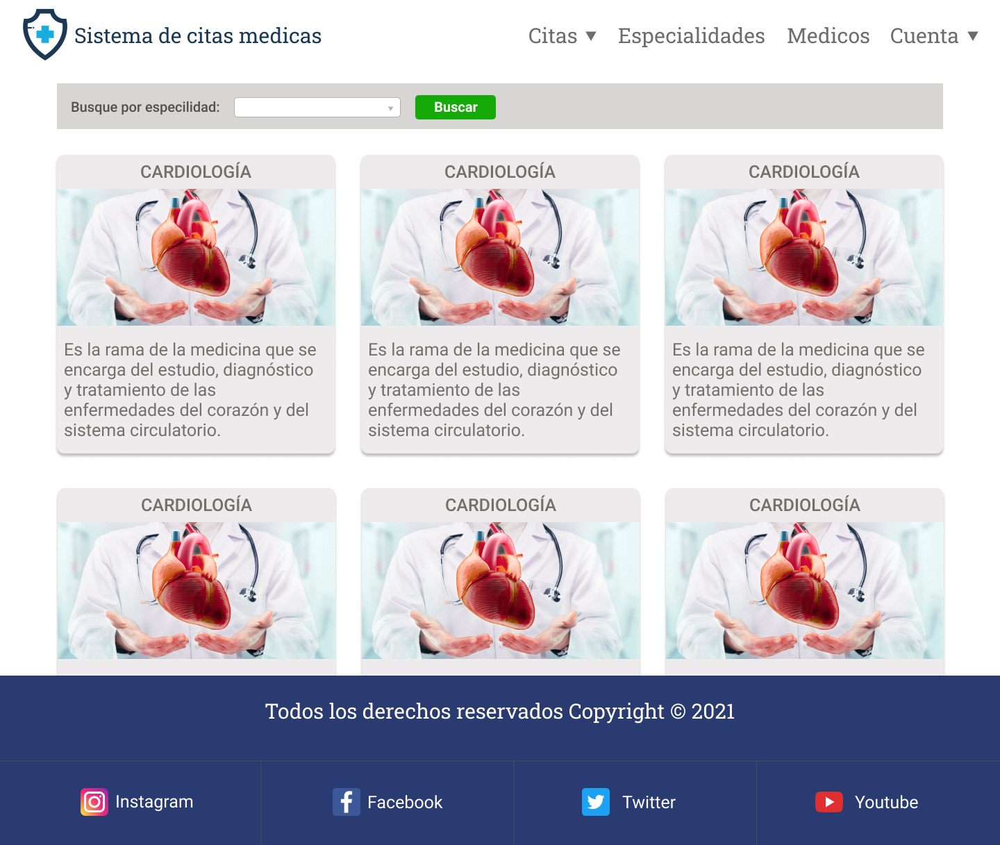 Sistema de citas medicas
Citas ▼ Especialidades Medicos Cuenta ▼
Busque por especilidad: Buscar
CARDIOLOGÍA CARDIOLOGÍA CARDIOLOGÍA
Es la rama de la medicina que se
encarga del estudio, diagnóstico
y tratamiento de las
enfermedades del corazón y del
sistema circulatorio.
Es la rama de la medicina que se
encarga del estudio, diagnóstico
y tratamiento de las
enfermedades del corazón y del
sistema circulatorio.
Es la rama de la medicina que se
encarga del estudio, diagnóstico
y tratamiento de las
enfermedades del corazón y del
sistema circulatorio.
CARDIOLOGÍA CARDIOLOGÍA CARDIOLOGÍA
Todos los derechos reservados Copyright © 2021
Instagram Facebook Twitter Youtube